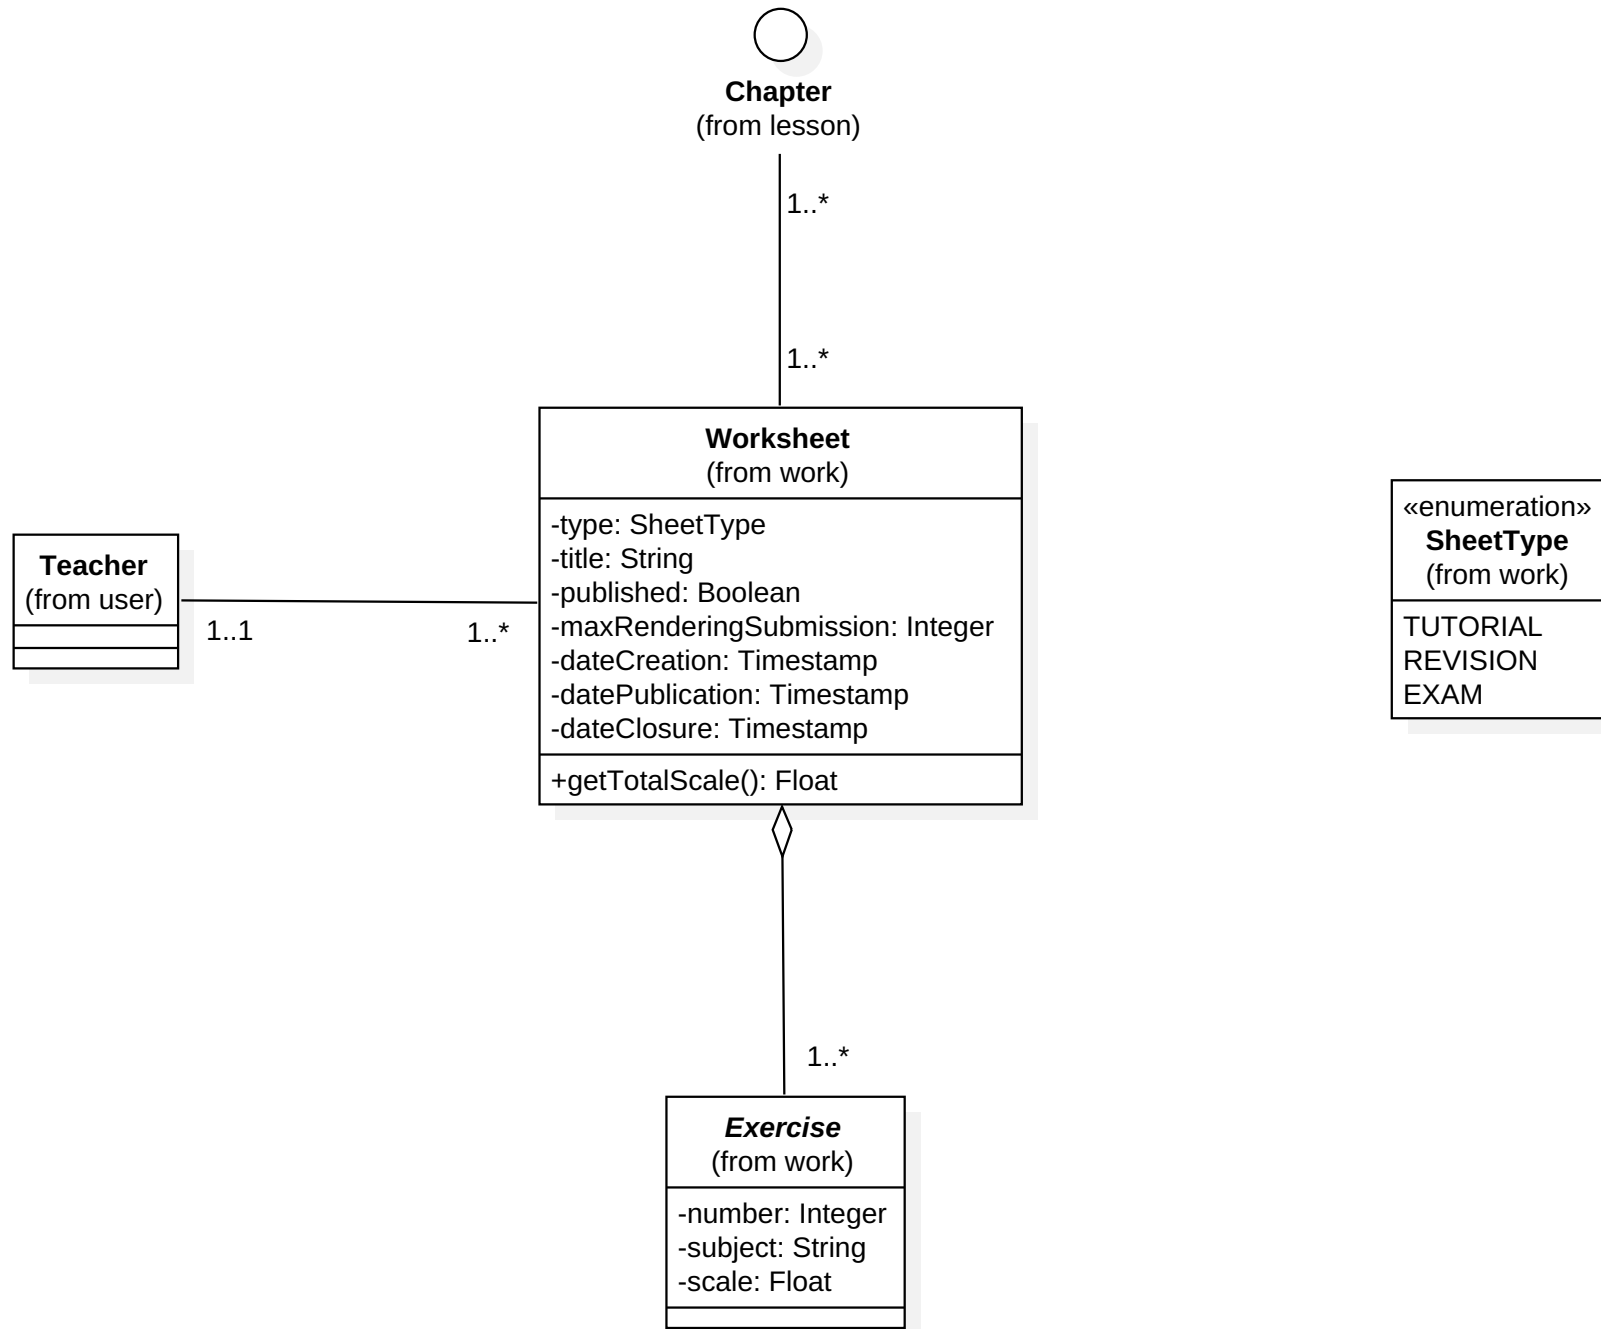 Chapter
(from lesson)
1..*
1..*
Worksheet
(from work)
-type: SheetType
-title: String
-published: Boolean
-maxRenderingSubmission: Integer
-dateCreation: Timestamp
-datePublication: Timestamp
-dateClosure: Timestamp
+getTotalScale(): Float
Teacher
(from user)
1..1
1..*
«enumeration»
SheetType
(from work)
TUTORIAL
REVISION
EXAM
1..*
Exercise
(from work)
-number: Integer
-subject: String
-scale: Float